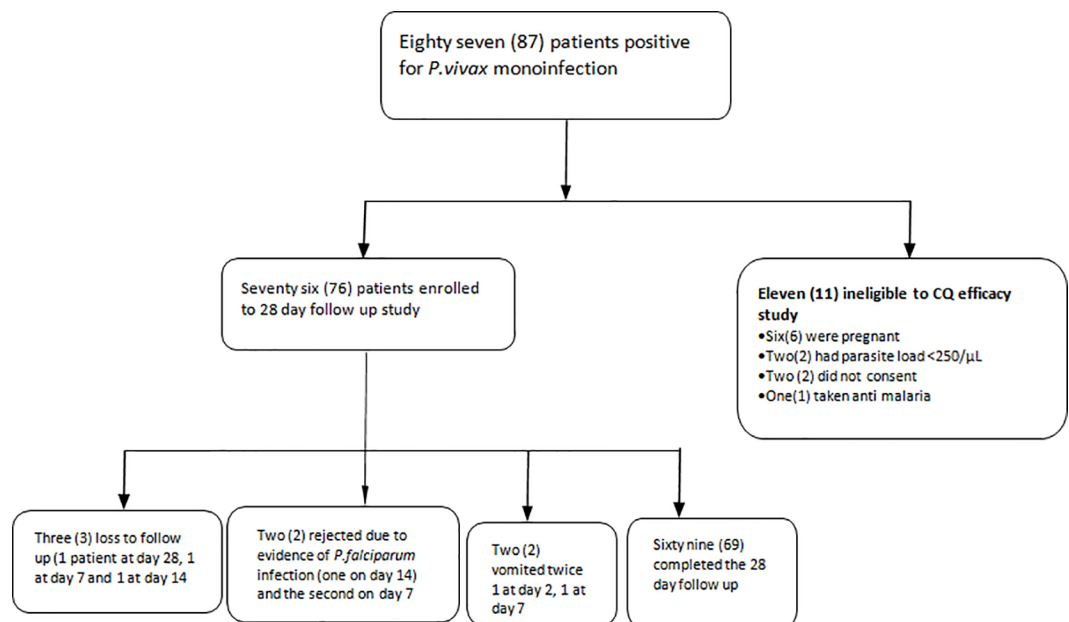 Eighty seven (87) patients positive
for P.vivax monoinfection
Seventy six (76) patients enrolled
to 28 day follow up study
Eleven (11) ineligible to CQ efficacy
study
•Six(6) were pregnant
•Two(2) had parasite load <250/µL
•Two (2) did not consent
•One(1) taken anti malaria
Three (3) loss to follow
up (1 patient at day 28, 1
at day 7 and 1 at day 14
Two (2) rejected due to
evidence of P.falciparum
infection (one on day 14)
and the second on day 7
Two (2)
vomited twice
1 at day 2, 1 at
day 7
Sixty nine (69)
completed the 28
day follow up